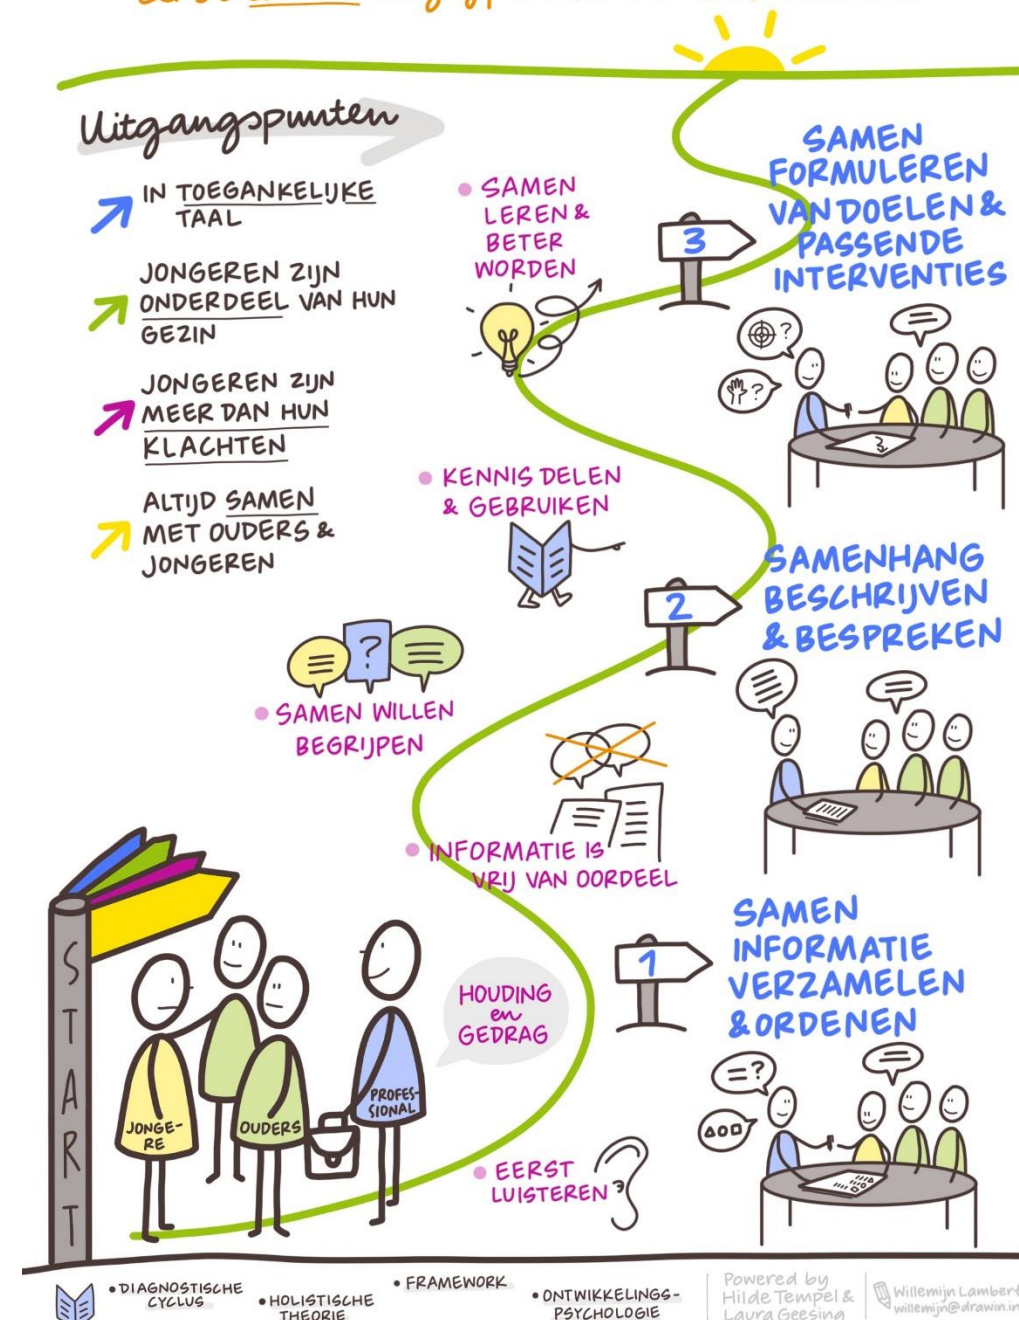 Uitgangspunten
IN TOEGANKELIJKE
TAAL
JONGEREN ZIJN
ONDERDEEL VAN HUN
GEZIN
JONGEREN ZIJN
MEER DAN HUN
KLACHTEN
ALTIJD SAMEN
MET OUDERS &
JONGEREN
• SAMEN
LEREN &
BETER
WORDEN
3
SAMEN
FORMULEREN
VAN DOELEN &
PASSENDE
INTERVENTIES
?
?
• KENNIS DELEN
& GEBRUIKEN
2
SAMENHANG
BESCHRIJVEN
& BESPREKEN
?
• SAMEN WILLEN
BEGRIJPEN
• INFORMATIE IS
VRIJ VAN OORDEEL
1
SAMEN
INFORMATIE
VERZAMELEN
& ORDENEN
=?
START
HOUDING
en
GEDRAG
JONGE-
RE
OUDERS
PROFES-
SIONAL
• EERST
LUISTEREN
• DIAGNOSTISCHE
CYCLUS
• HOLISTISCHE
THEORIE
• FRAMEWORK
• ONTWIKKELINGS-
PSYCHOLOGIE
Powered by
Hilde Tempel &
Laura Geesing
Willemijn Lambert
willemijn@drawin.in